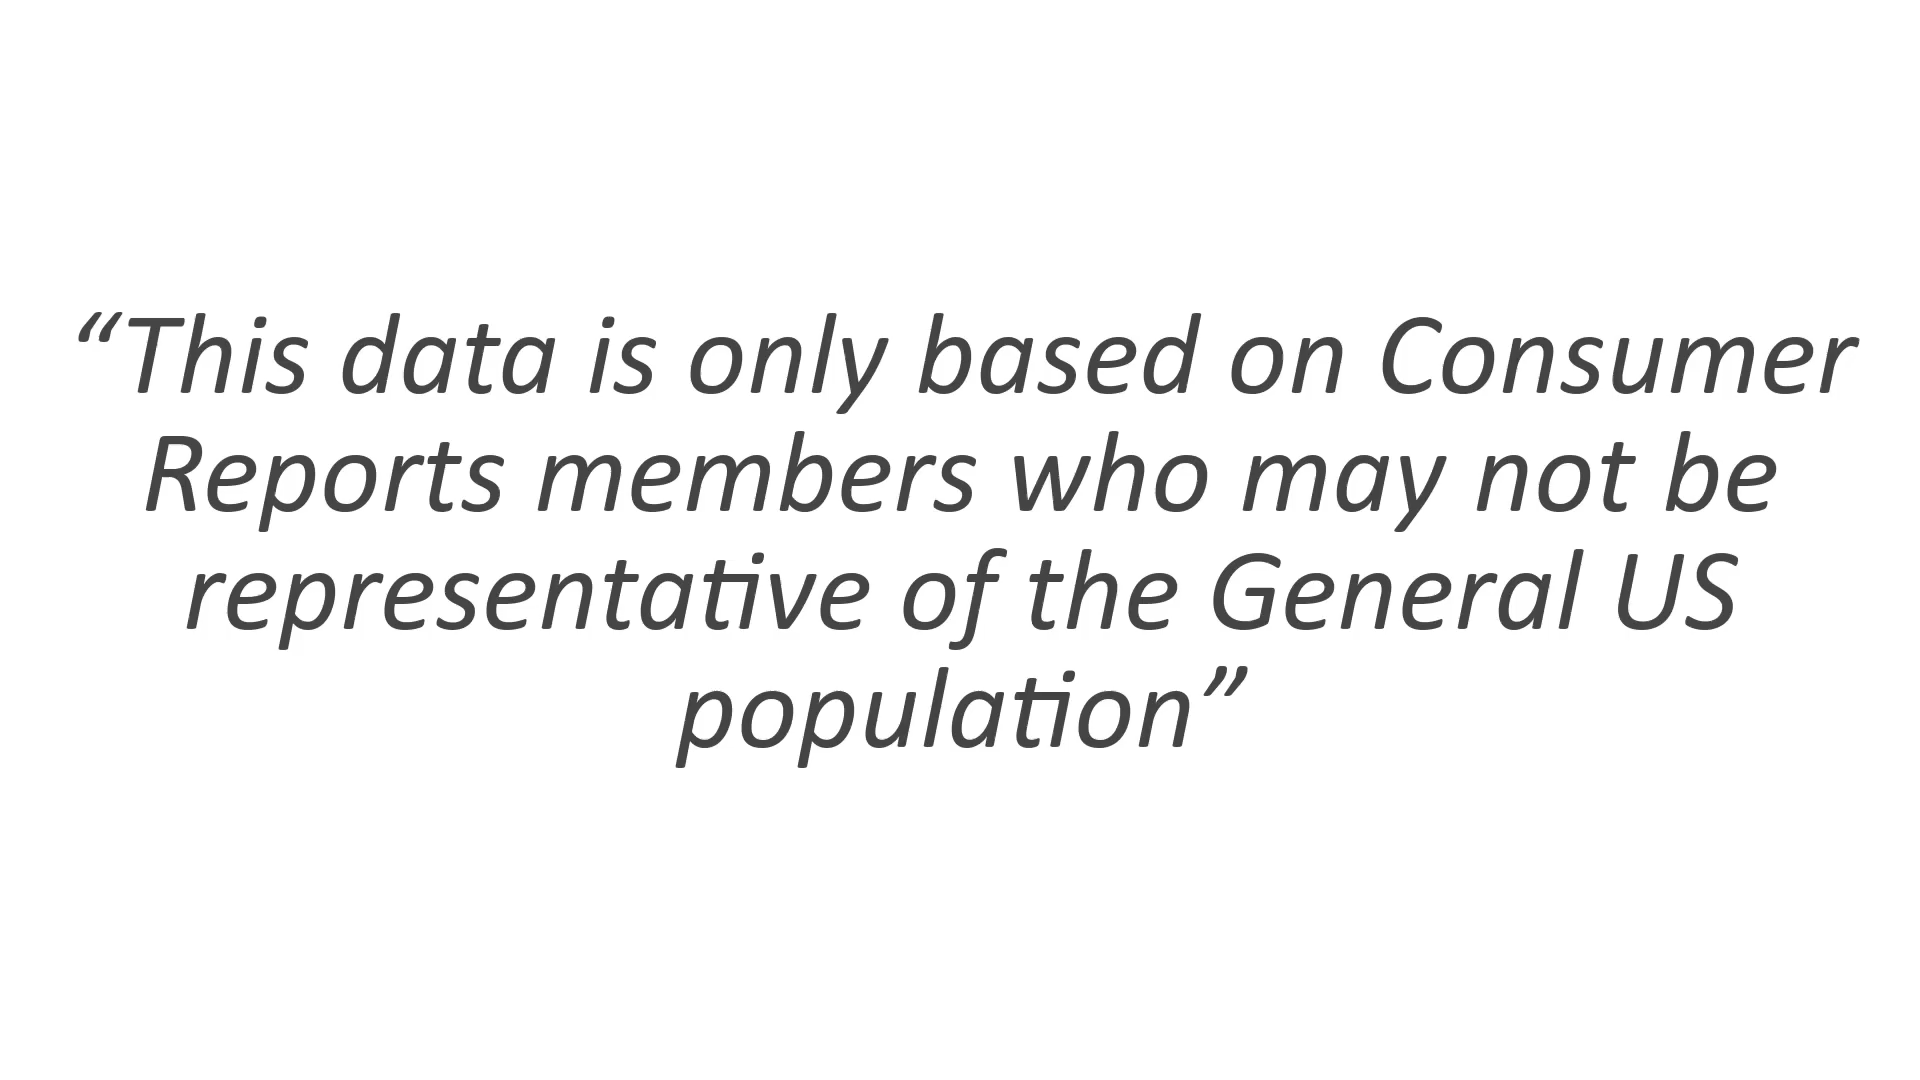 “This data is only based on Consumer
Reports members who may not be
representative of the General US
population”